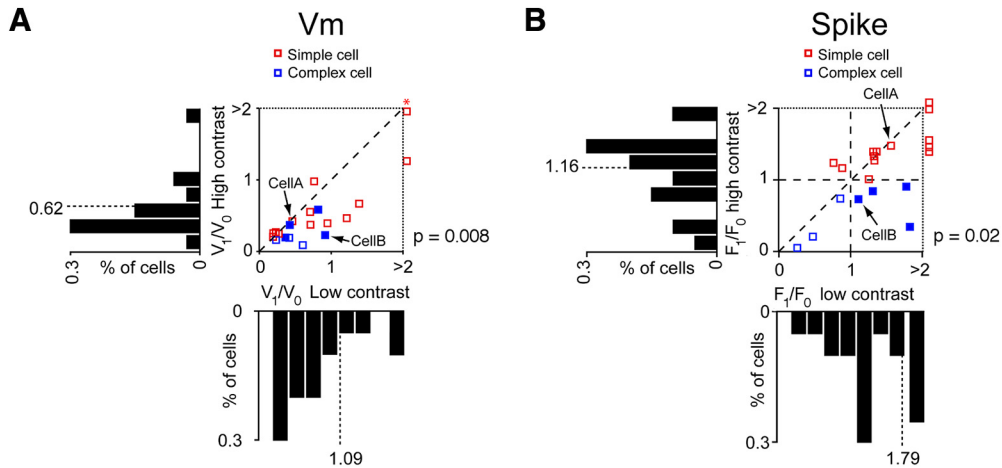 A
Vm
Simple cell
Complex cell
V1/V0 High contrast
>2
*
1
0
CellA
CellB
0 1 >2
V1/V0 Low contrast
p = 0.008
0.62
0.3 0
% of cells
0
% of cells
0.3
1.09
B
Spike
Simple cell
Complex cell
F1/F0 high contrast
>2
1
0
CellA
CellB
0 1 >2
F1/F0 low contrast
p = 0.02
1.16
0.3 0
% of cells
0
% of cells
0.3
1.79